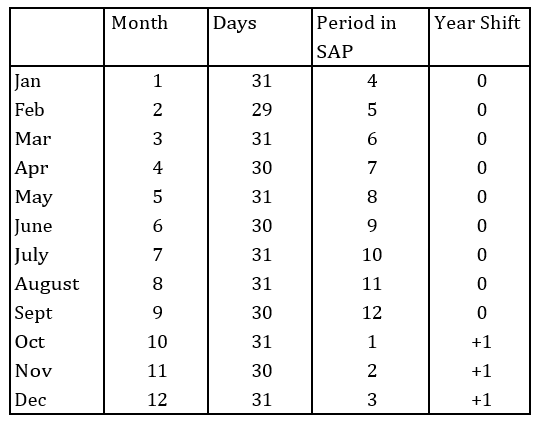 Month Days Period in SAP Year Shift
Jan 1 31 4 0
Feb 2 29 5 0
Mar 3 31 6 0
Apr 4 30 7 0
May 5 31 8 0
June 6 30 9 0
July 7 31 10 0
August 8 31 11 0
Sept 9 30 12 0
Oct 10 31 1 +1
Nov 11 30 2 +1
Dec 12 31 3 +1